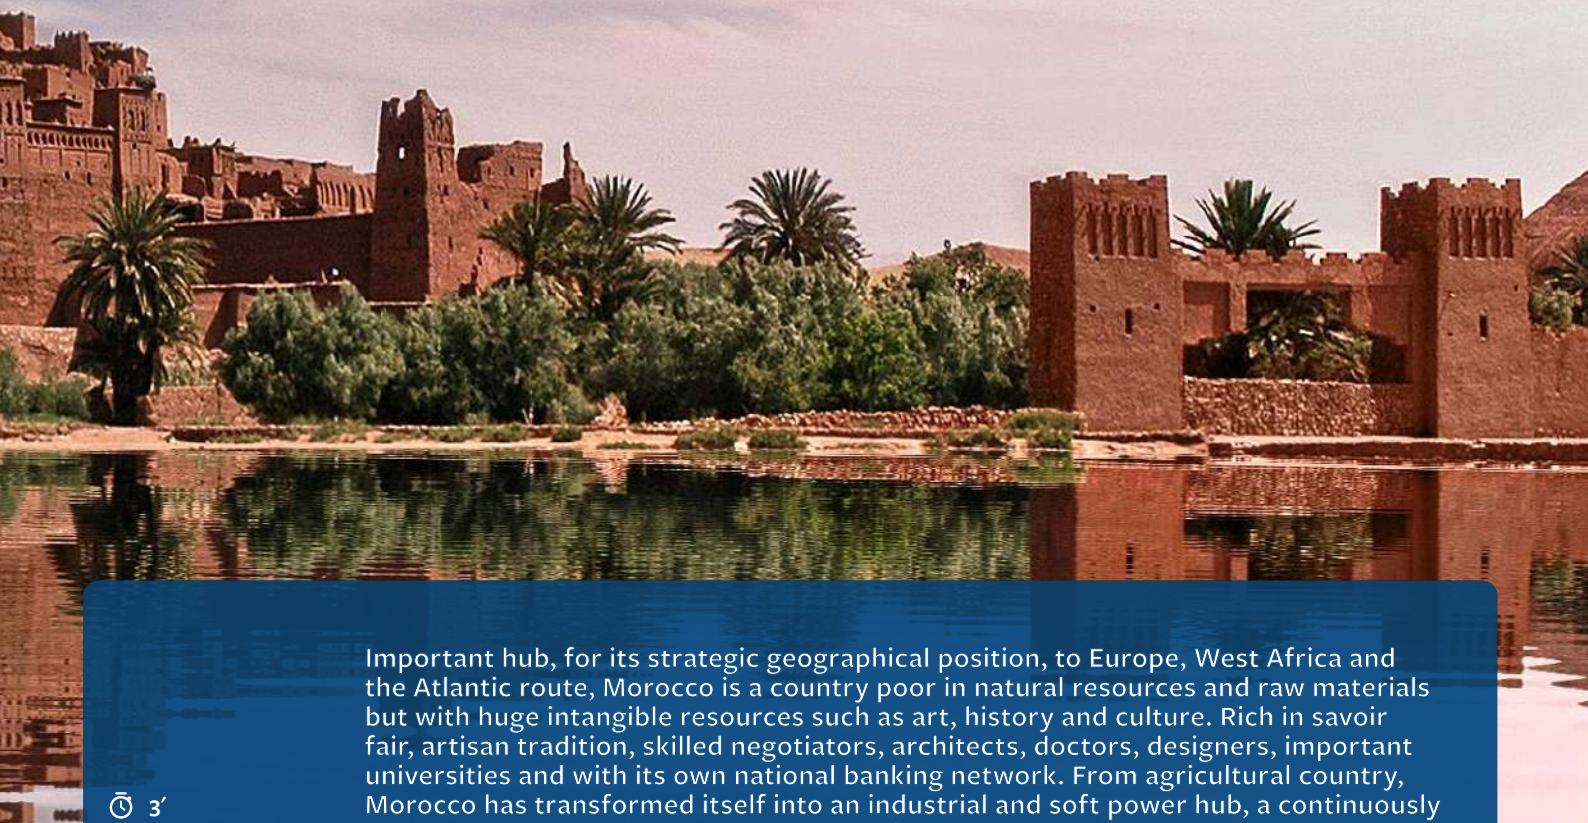 Important hub, for its strategic geographical position, to Europe, West Africa and
the Atlantic route, Morocco is a country poor in natural resources and raw materials
but with huge intangible resources such as art, history and culture. Rich in savoir
fair, artisan tradition, skilled negotiators, architects, doctors, designers, important
universities and with its own national banking network. From agricultural country,
Morocco has transformed itself into an industrial and soft power hub, a continuously
3′